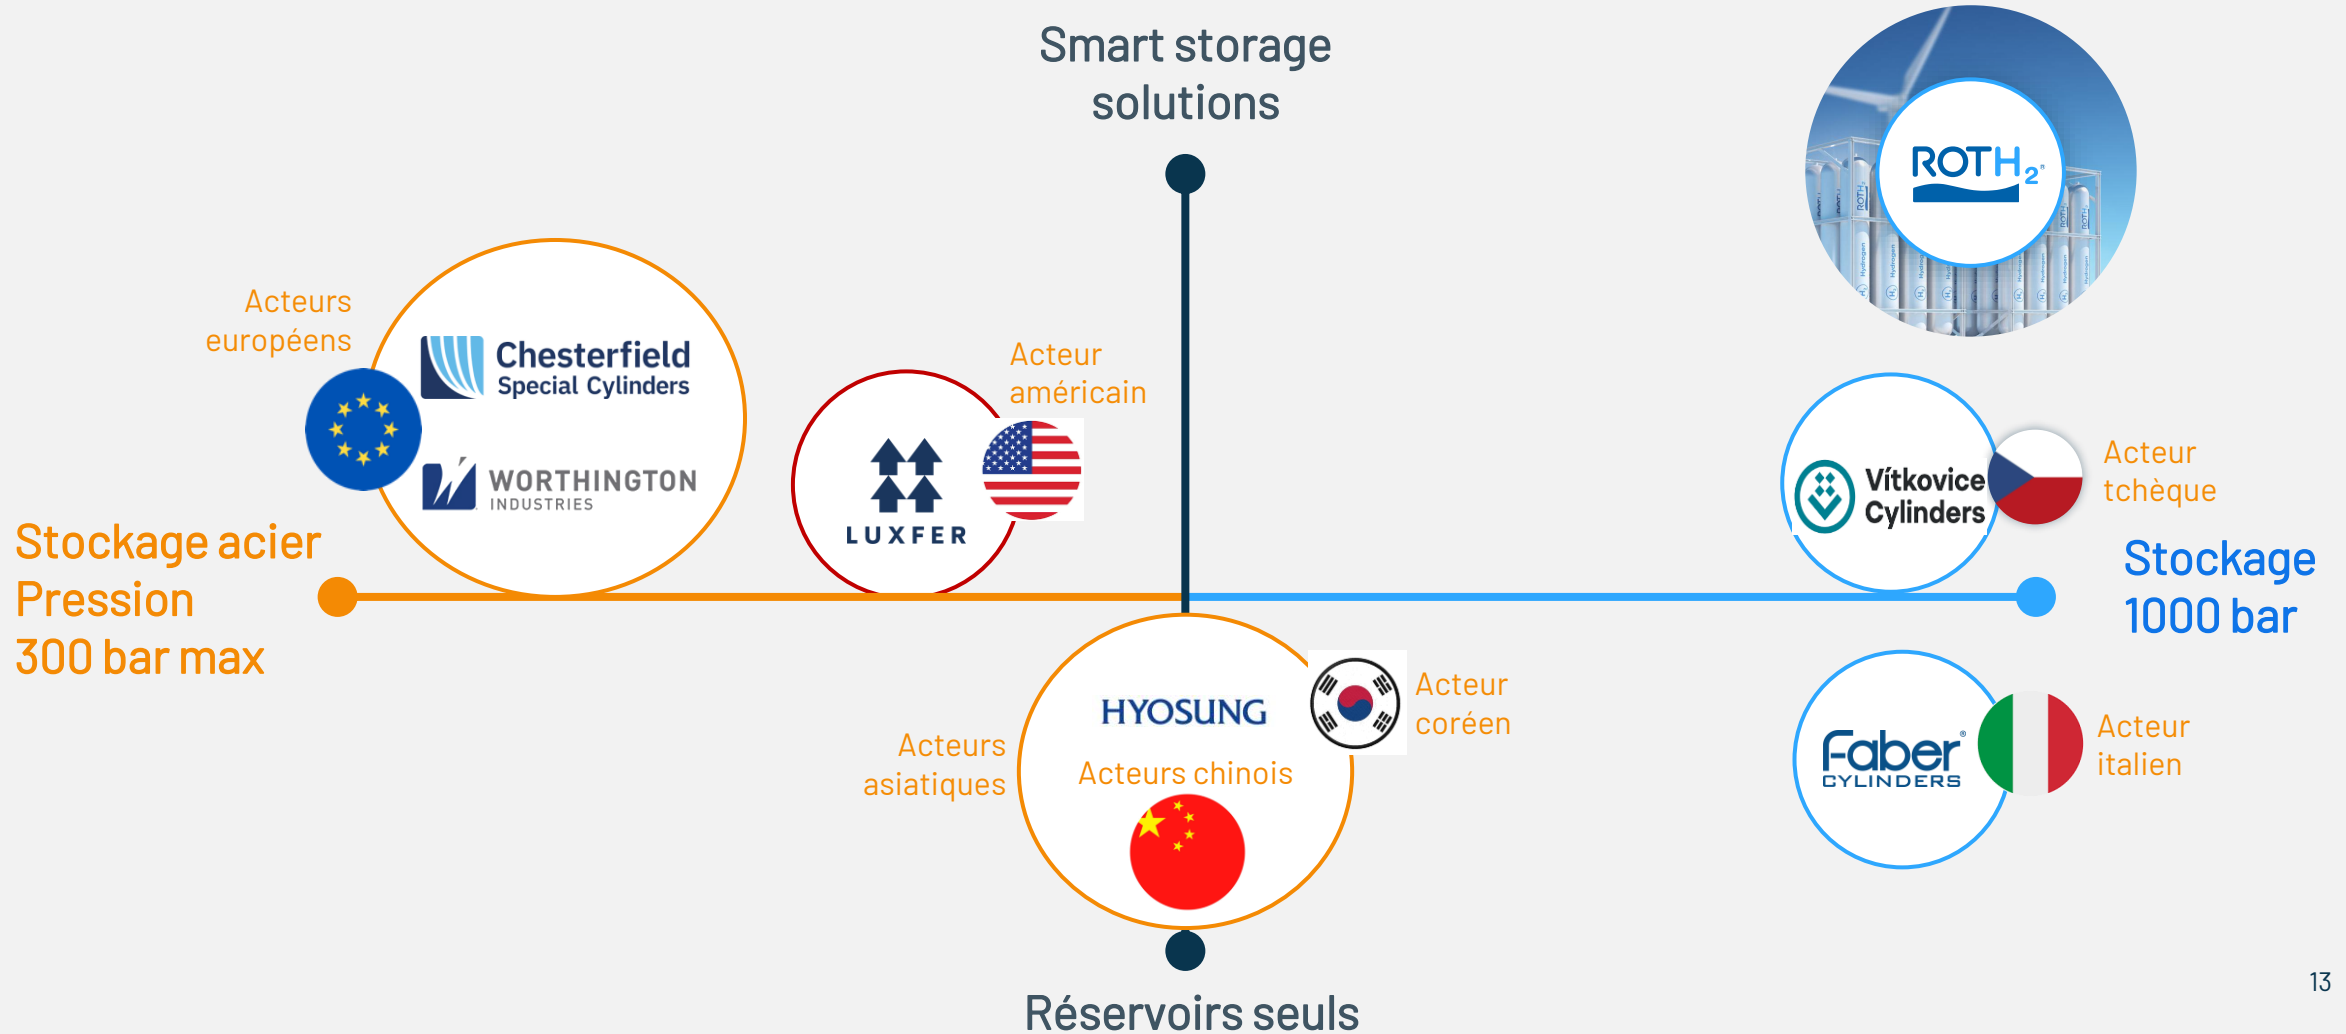 Smart storage
solutions
ROTH2
Acteurs
européens
Chesterfield
Special Cylinders
WORTHINGTON
INDUSTRIES
Acteur
américain
LUXFER
Vítkovice
Cylinders
Acteur
tchèque
Stockage acier
Pression
300 bar max
Stockage
1000 bar
HYOSUNG
Acteur
coréen
Acteurs
asiatiques
Acteurs chinois
Faber®
CYLINDERS
Acteur
italien
Réservoirs seuls
13